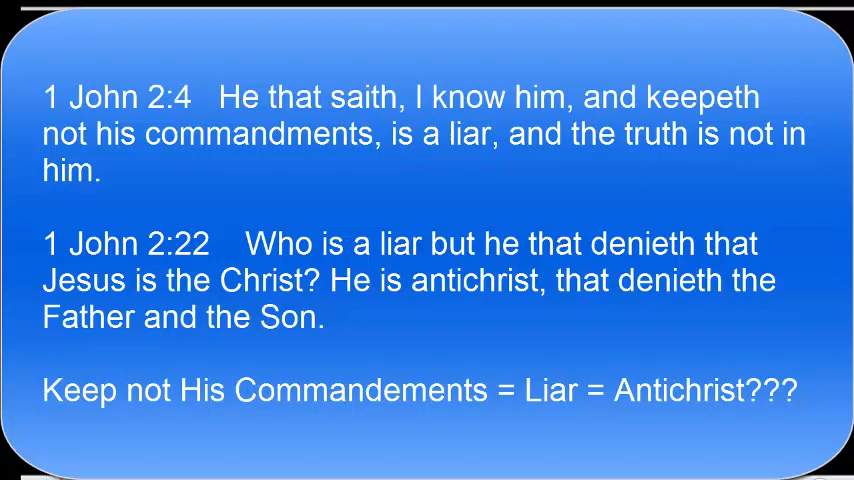 1 John 2:4 He that saith, I know him, and keepeth
not his commandments, is a liar, and the truth is not in
him.
1 John 2:22 Who is a liar but he that denieth that
Jesus is the Christ? He is antichrist, that denieth the
Father and the Son.
Keep not His Commandements = Liar = Antichrist???